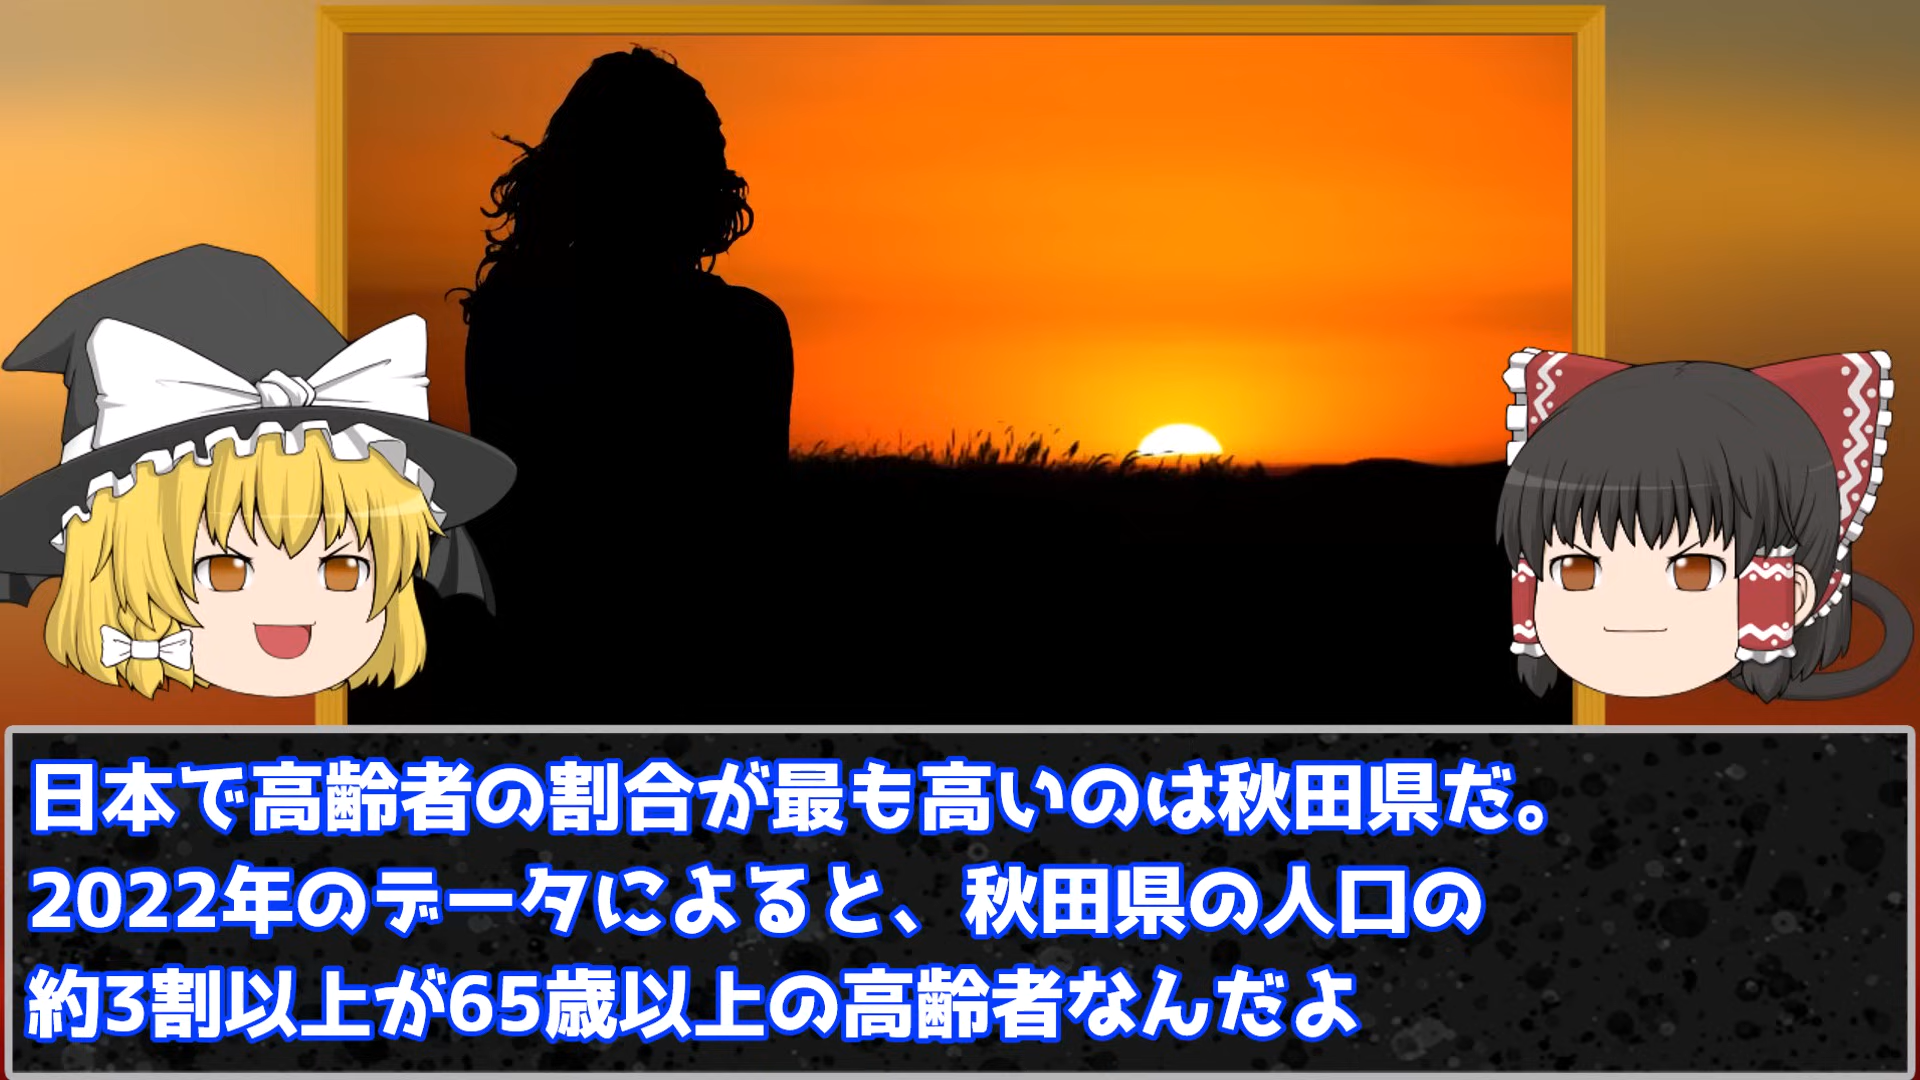 日本で高齢者の割合が最も高いのは秋田県だ。
2022年のデータによると、秋田県の人口の
約3割以上が65歳以上の高齢者なんだよ